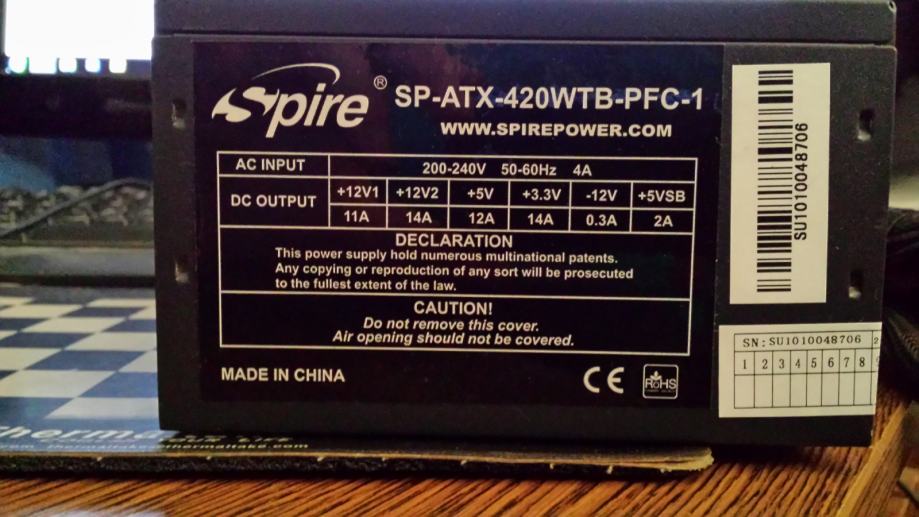 Spire® SP-ATX-420WTB-PFC-1
WWW.SPIREPOWER.COM
AC INPUT 200-240V 50-60Hz 4A
DC OUTPUT +12V1 +12V2 +5V +3.3V -12V +5VSB
11A 14A 12A 14A 0.3A 2A
DECLARATION
This power supply hold numerous multinational patents.
Any copying or reproduction of any sort will be prosecuted
to the fullest extent of the law.
CAUTION!
Do not remove this cover.
Air opening should not be covered.
MADE IN CHINA
CE RoHS
SU1010048706
SN: SU1010048706
1 2 3 4 5 6 7 8
YOUR LIFE
thermaltake.com